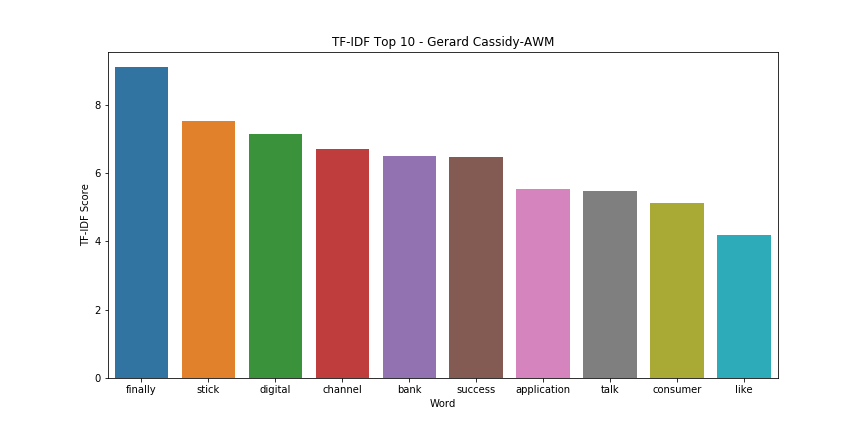 TF-IDF Top 10 - Gerard Cassidy-AWM
TF-IDF Score
8
6
4
2
0
finally stick digital channel bank success application talk consumer like
Word